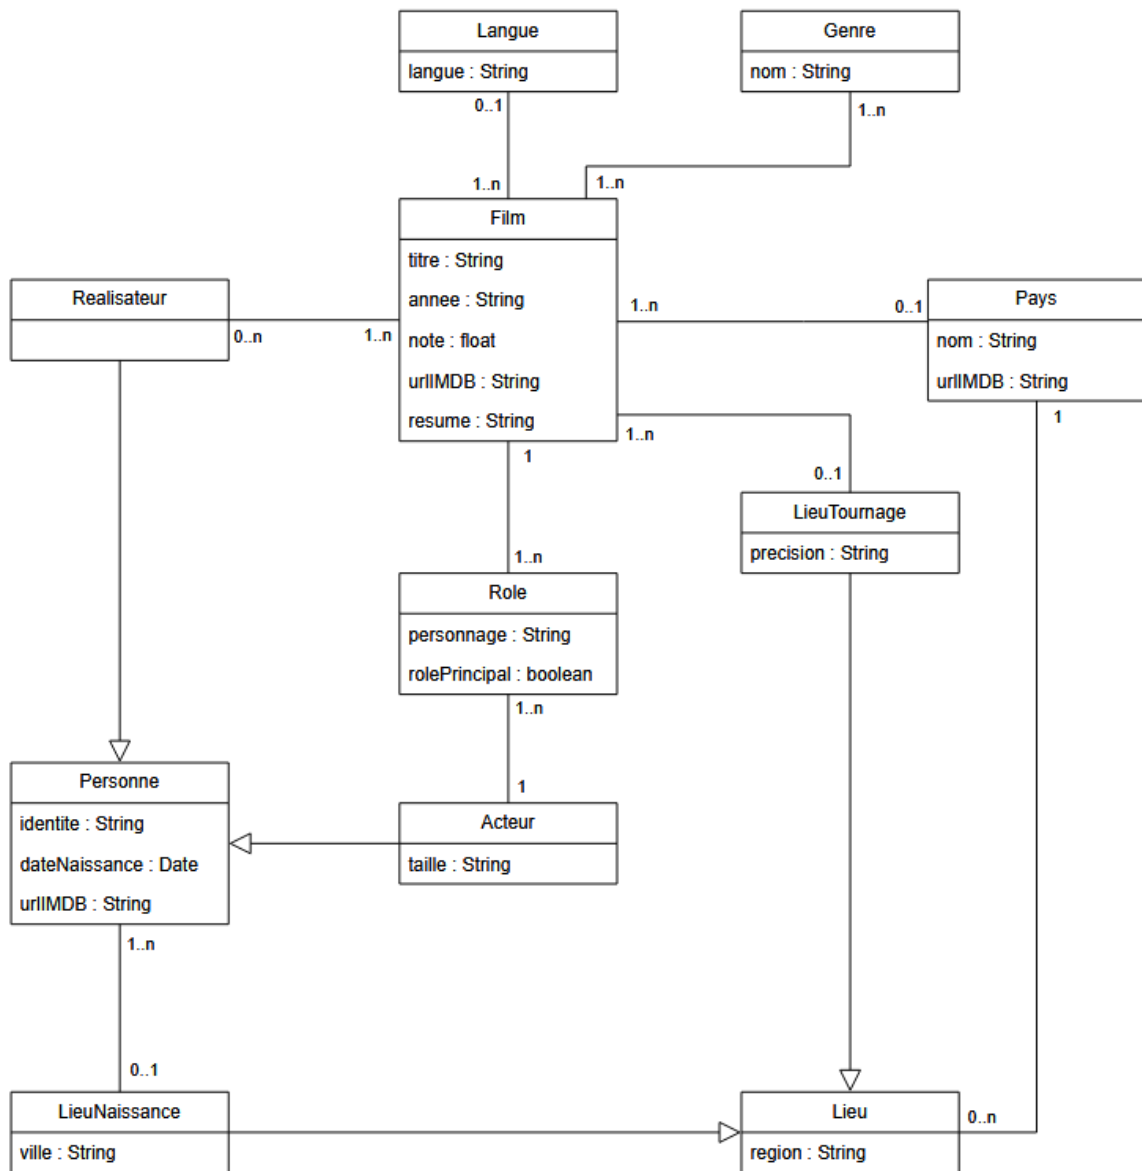 Langue
langue : String
0..1
1..n
Genre
nom : String
1..n
1..n
Film
titre : String
annee : String
note : float
urlIMDB : String
resume : String
Realisateur
0..n
1..n
1..n
0..1
Pays
nom : String
urlIMDB : String
1
1..n
0..1
LieuTournage
precision : String
1
1..n
Role
personnage : String
rolePrincipal : boolean
1..n
1
Personne
identite : String
dateNaissance : Date
urlIMDB : String
Acteur
taille : String
1..n
0..1
LieuNaissance
ville : String
Lieu
region : String
0..n